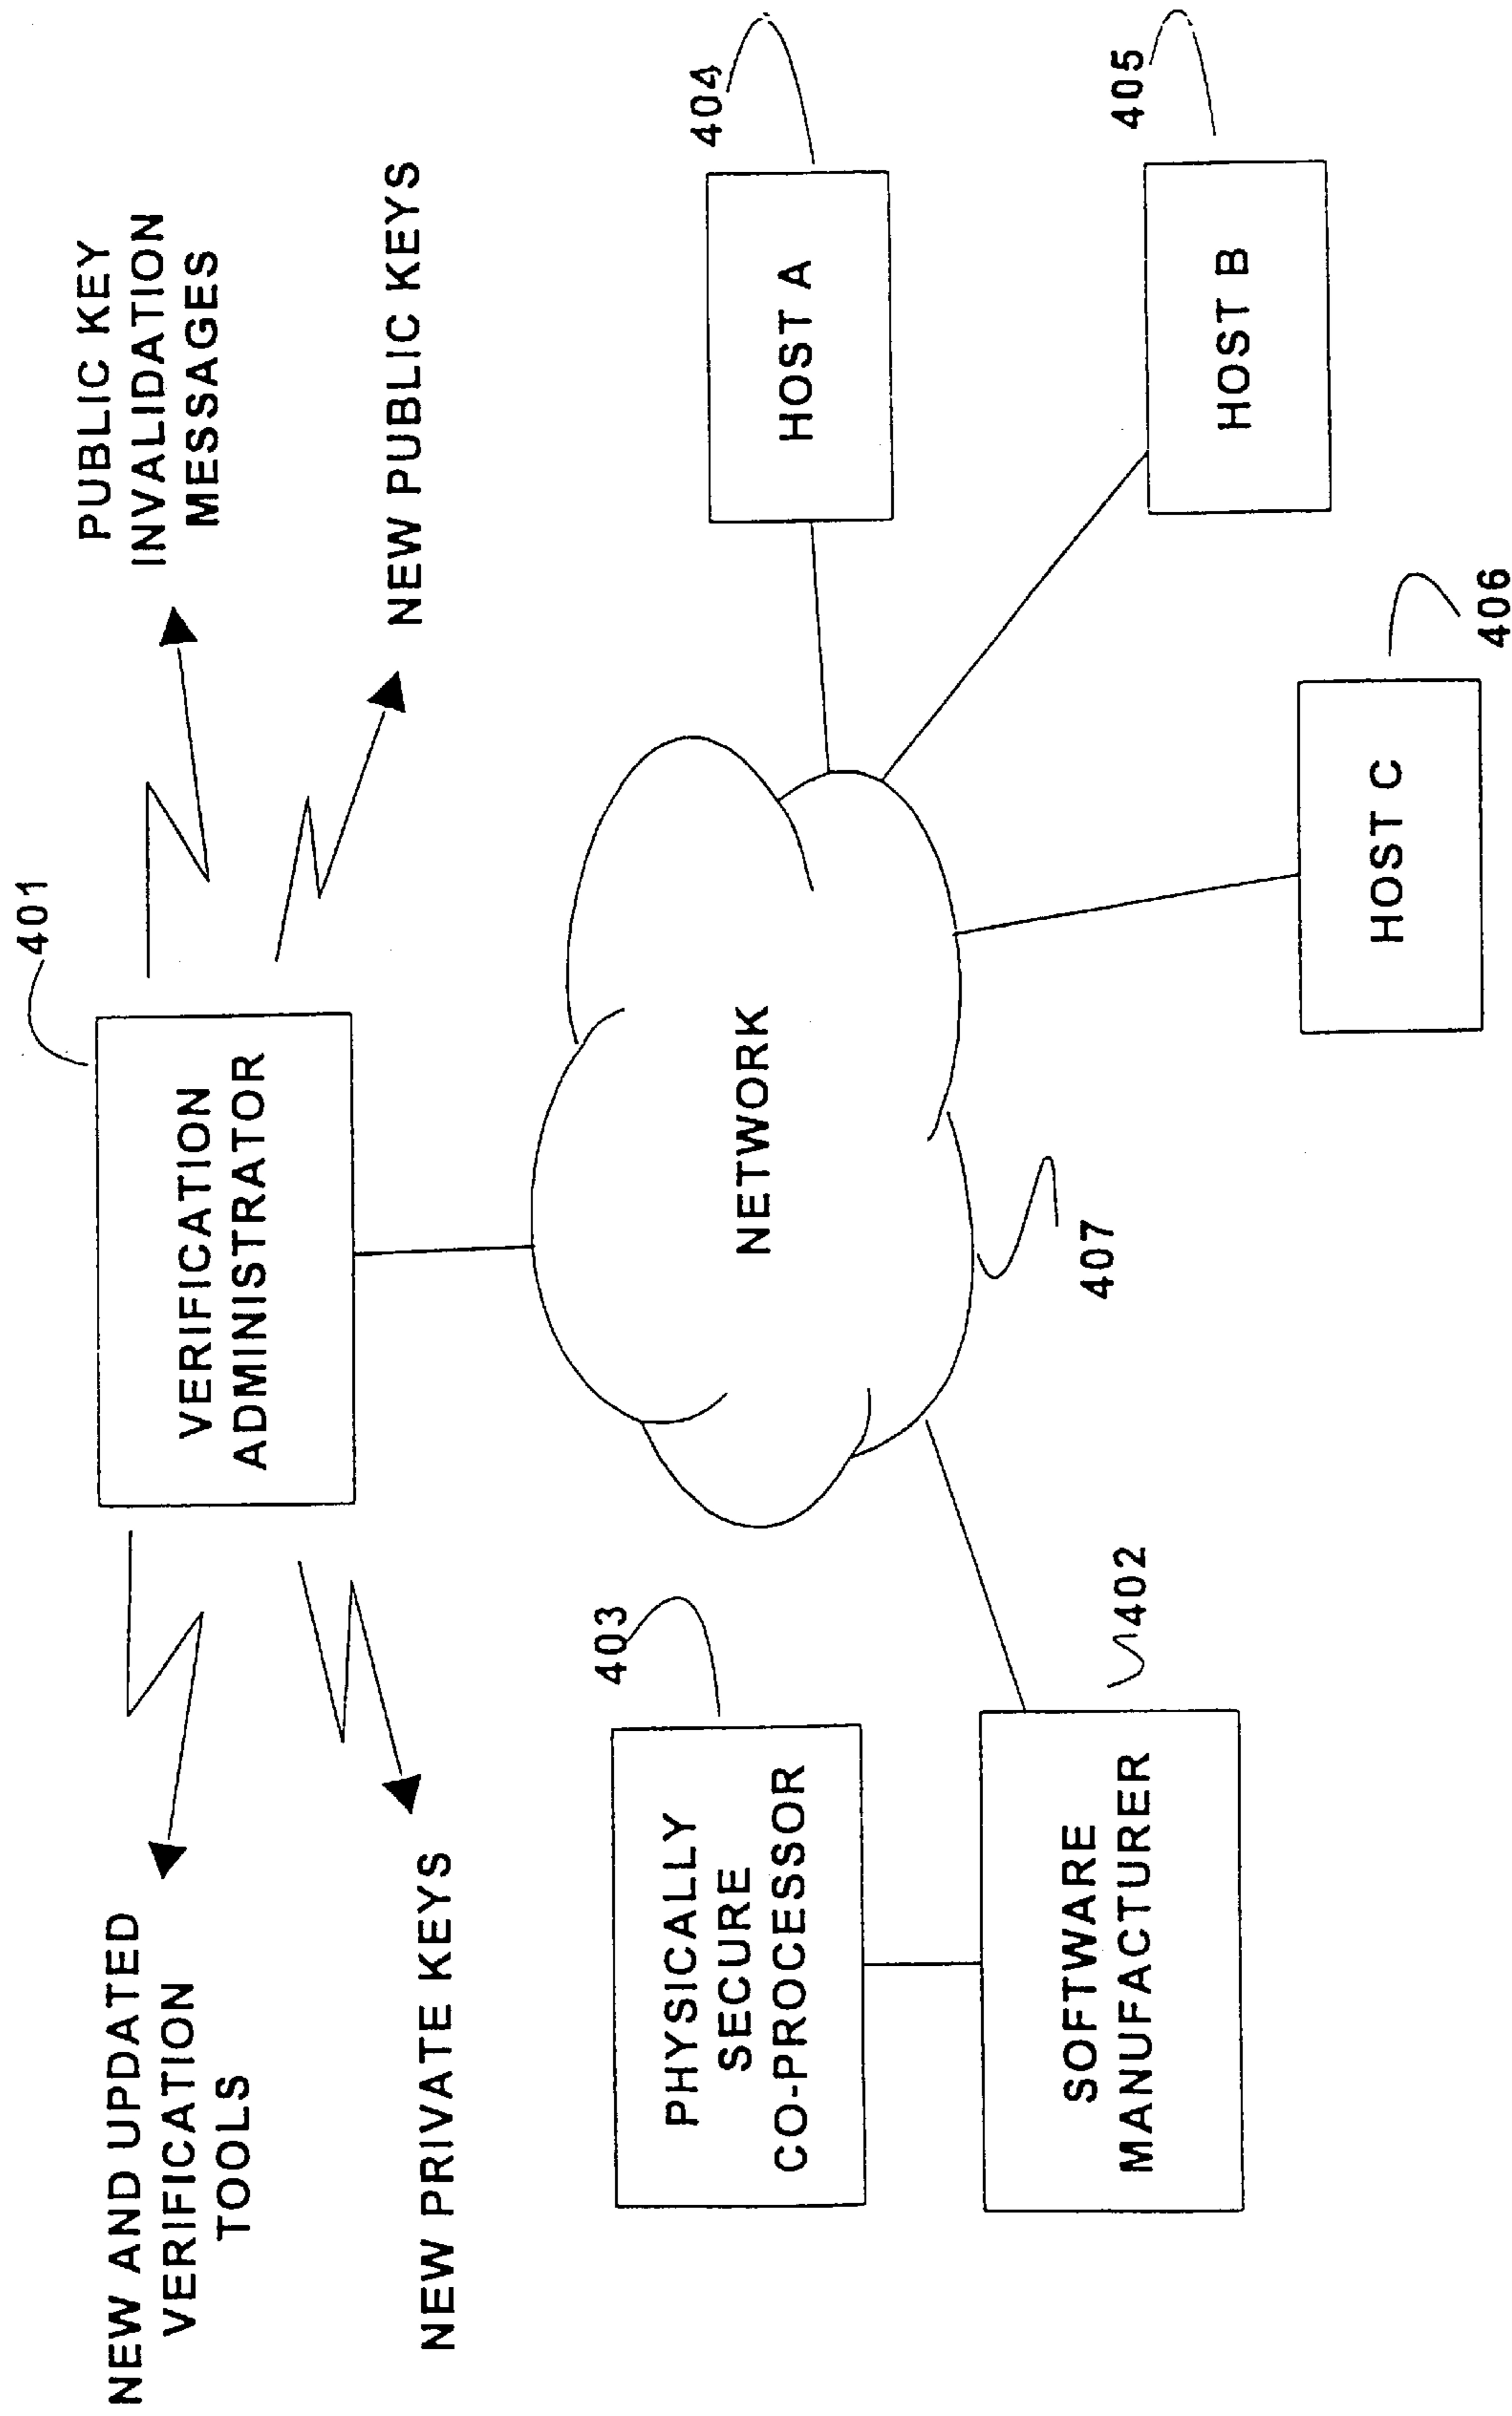 401
NEW AND UPDATED
VERIFICATION
TOOLS
VERIFICATION
ADMINISTRATOR
PUBLIC KEY
INVALIDATION
MESSAGES
NEW PRIVATE KEYS
NEW PUBLIC KEYS
403
PHYSICALLY
SECURE
CO-PROCESSOR
NETWORK
404
HOST A
402
SOFTWARE
MANUFACTURER
407
405
HOST B
HOST C
406